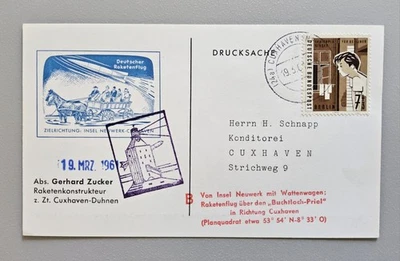 Deutscher
Raketenflug
ZIELRICHTUNG: INSEL NEUWERK-CUXHAVEN
19. MRZ. 196
Abs. Gerhard Zucker
Raketenkonstrukteur
z. Zt. Cuxhaven-Duhnen
DRUCKSACHE
CUXHAVEN
DEUTSCHE BUNDESPOST
BERLIN
7
Herrn H. Schnapp
Konditorei
CUXHAVEN
Strichweg 9
B Von Insel Neuwerk mit Wattenwagen:
Raketenflug über den „Buchtloch-Priel"
in Richtung Cuxhaven
(Planquadrat etwa 53° 54' N-8° 33' O)